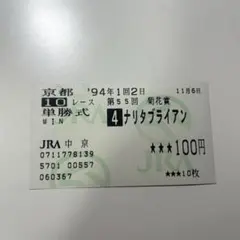 京都 '94年1回2日 11月6日
10レース 第55回 菊花賞
単勝式
WIN
4 ナリタブライアン
★★★100円
JRA 中京
0711778139
5701 00557
060367
★★★10枚